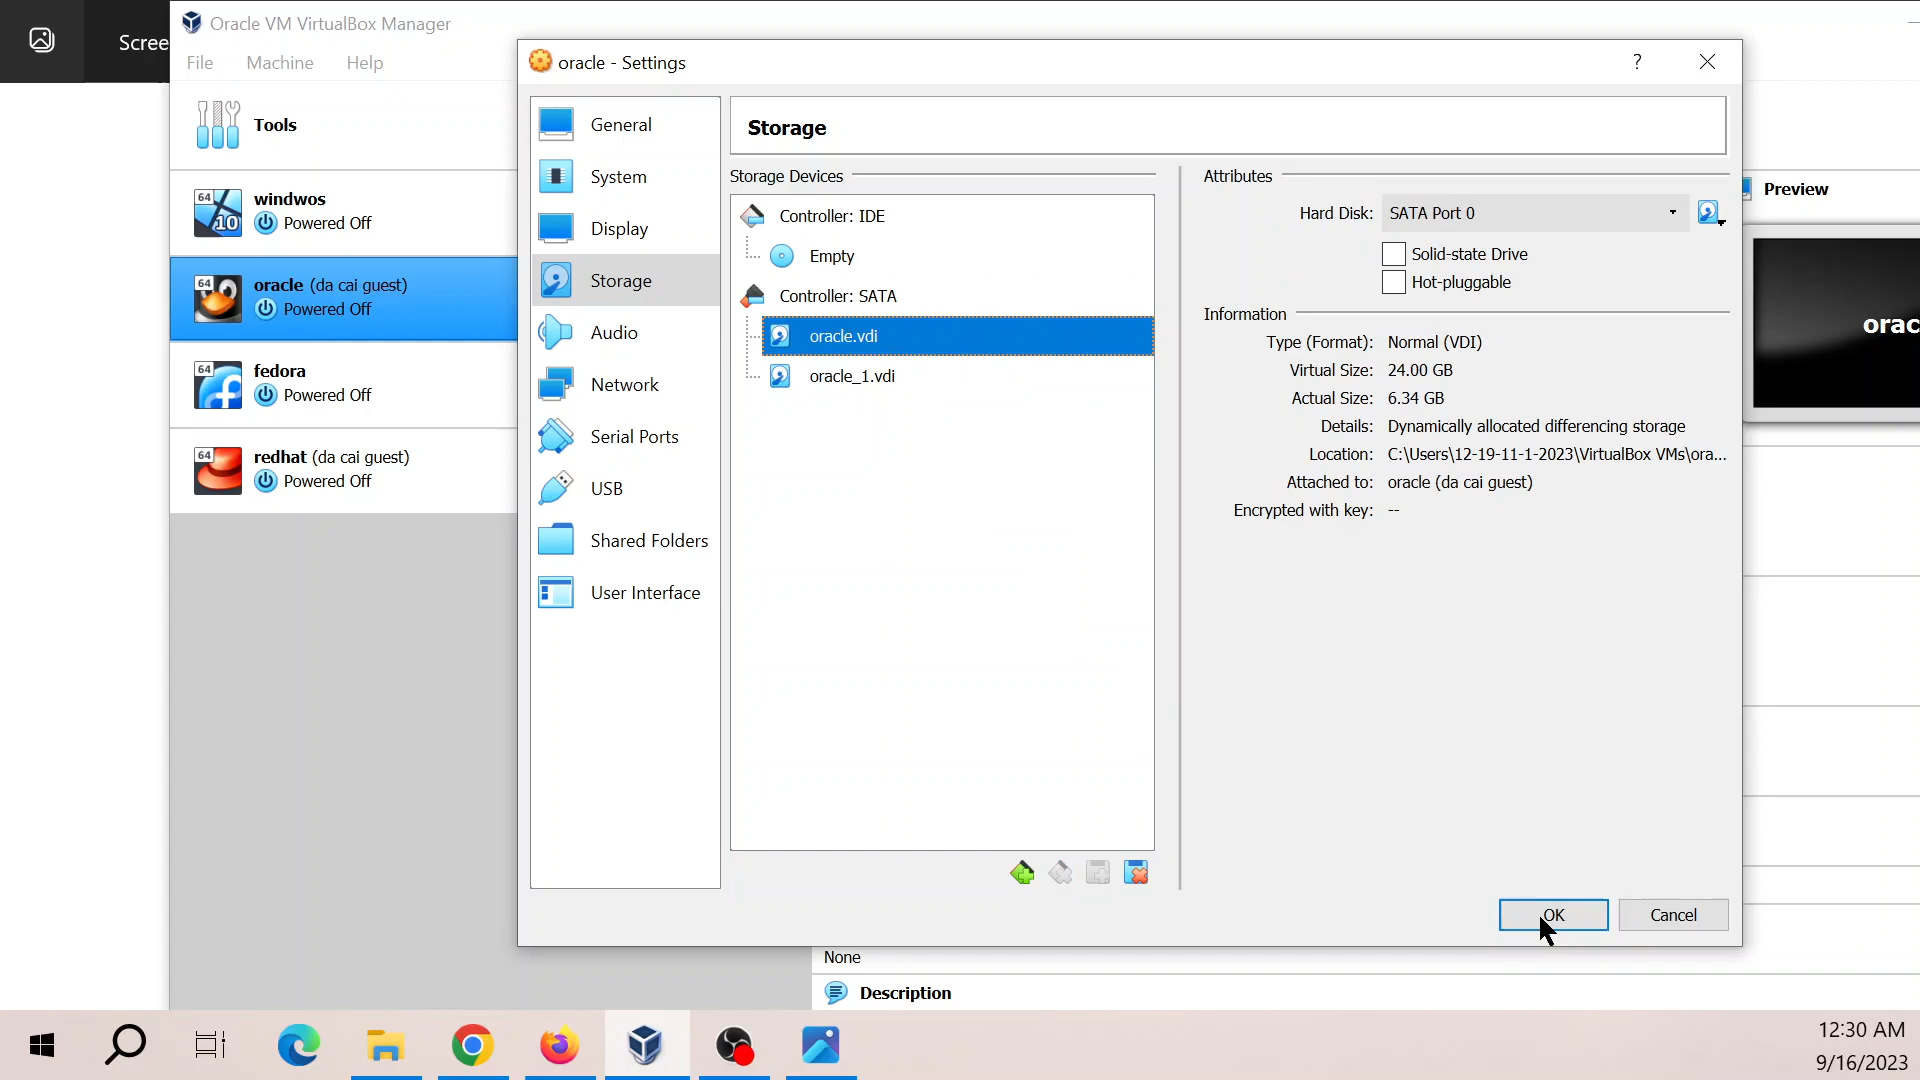 Scree
Oracle VM VirtualBox Manager
File Machine Help
Tools
64
10
windwos
Powered Off
64
oracle (da cai guest)
Powered Off
64
fedora
Powered Off
64
redhat (da cai guest)
Powered Off
oracle - Settings
?
General
System
Display
Storage
Audio
Network
Serial Ports
USB
Shared Folders
User Interface
Storage
Storage Devices
Controller: IDE
Empty
Controller: SATA
oracle.vdi
oracle_1.vdi
Attributes
Hard Disk: SATA Port 0
Solid-state Drive
Hot-pluggable
Information
Type (Format): Normal (VDI)
Virtual Size: 24.00 GB
Actual Size: 6.34 GB
Details: Dynamically allocated differencing storage
Location: C:\Users\12-19-11-1-2023\VirtualBox VMs\ora...
Attached to: oracle (da cai guest)
Encrypted with key: --
OK
Cancel
Preview
orac
None
Description
12:30 AM
9/16/2023